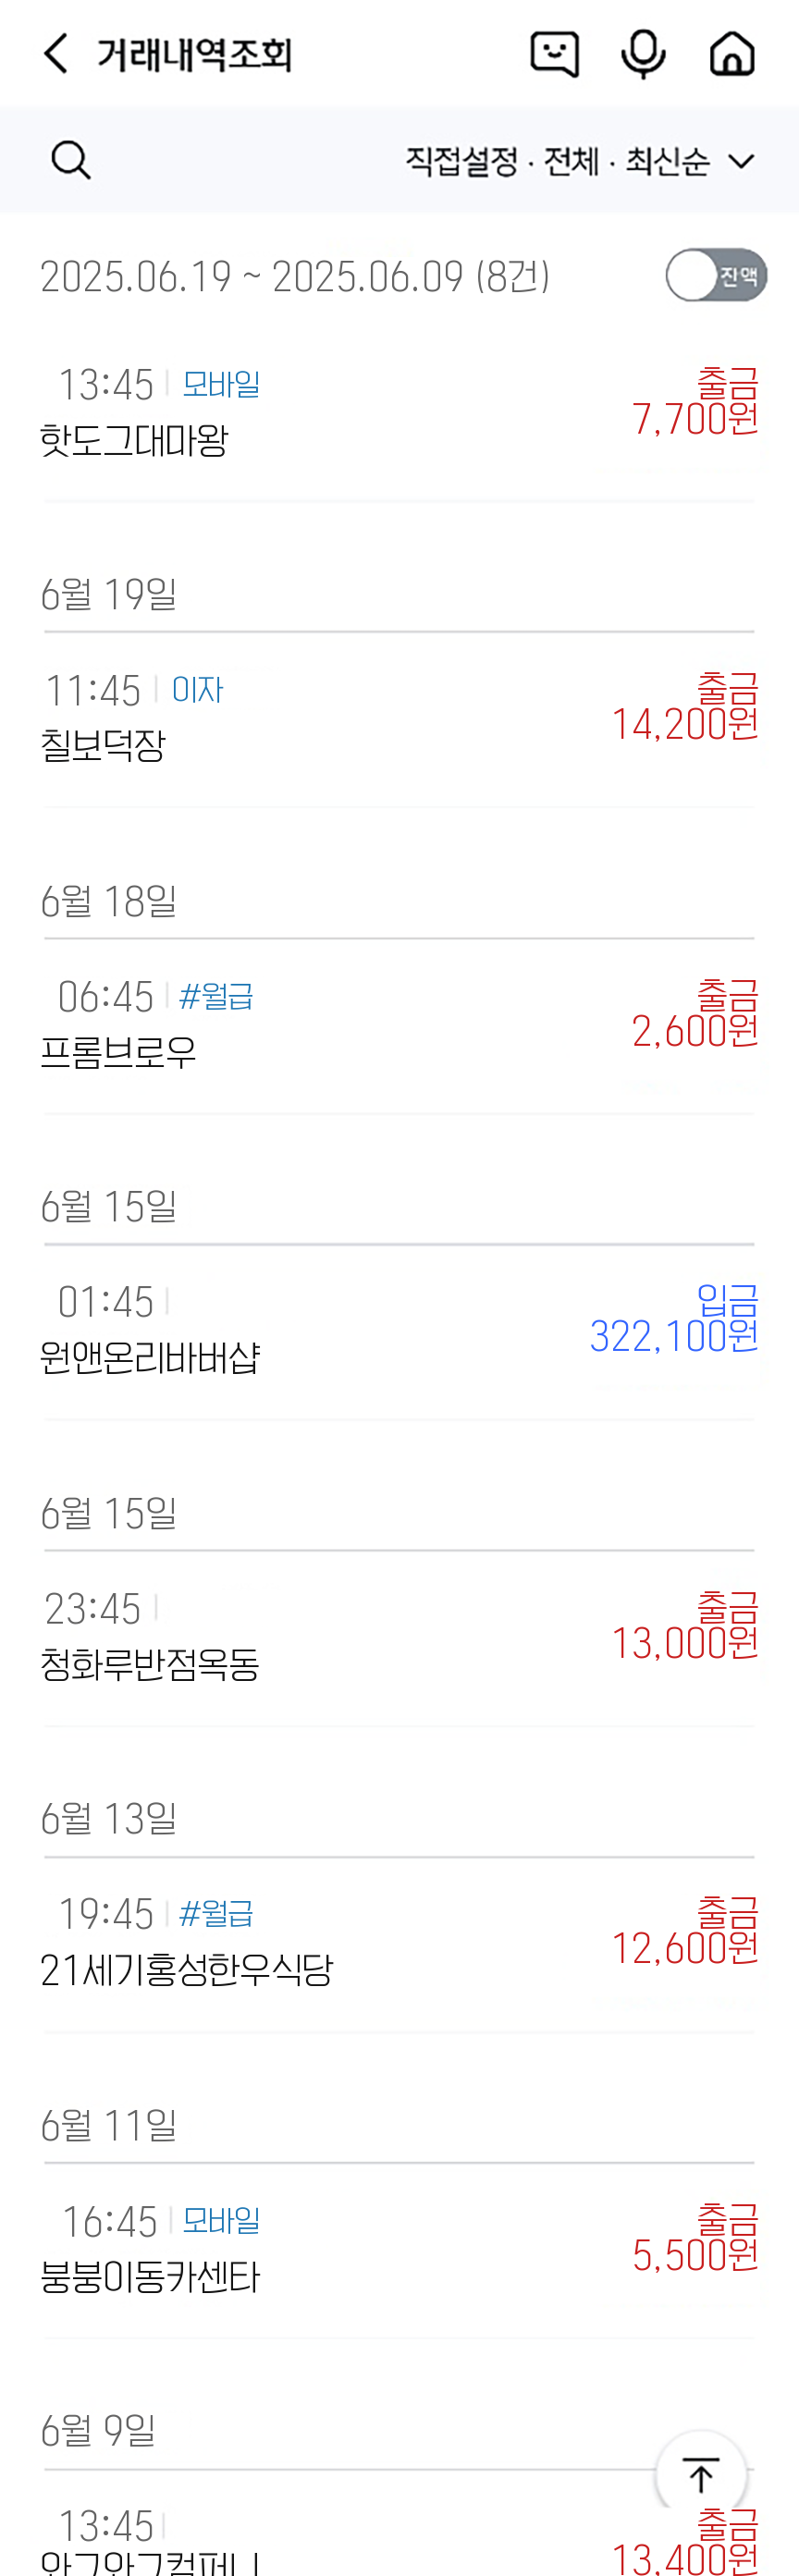 거래내역조회
직접설정 · 전체 · 최신순
2025.06.19 ~ 2025.06.09 (8건)
잔액
13:45 | 모바일
출금
핫도그대마왕
7,700원
6월 19일
11:45 | 이자
출금
칠보덕장
14,200원
6월 18일
06:45 | #월급
출금
프롬브로우
2,600원
6월 15일
01:45 |
입금
원앤온리바버샵
322,100원
6월 15일
23:45 |
출금
청화루반점옥동
13,000원
6월 13일
19:45 | #월급
출금
21세기홍성한우식당
12,600원
6월 11일
16:45 | 모바일
출금
붕붕이동카센타
5,500원
6월 9일
13:45 |
출금
13,400원